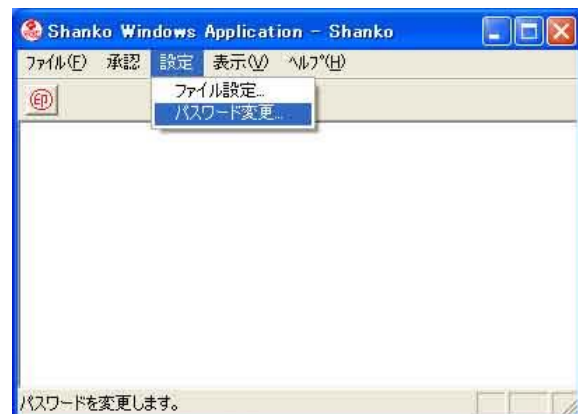 Shanko Windows Application - Shanko
ファイル(F) 承認 設定 表示(V) ヘルプ(H)
印
ファイル設定...
パスワード変更...
パスワードを変更します。